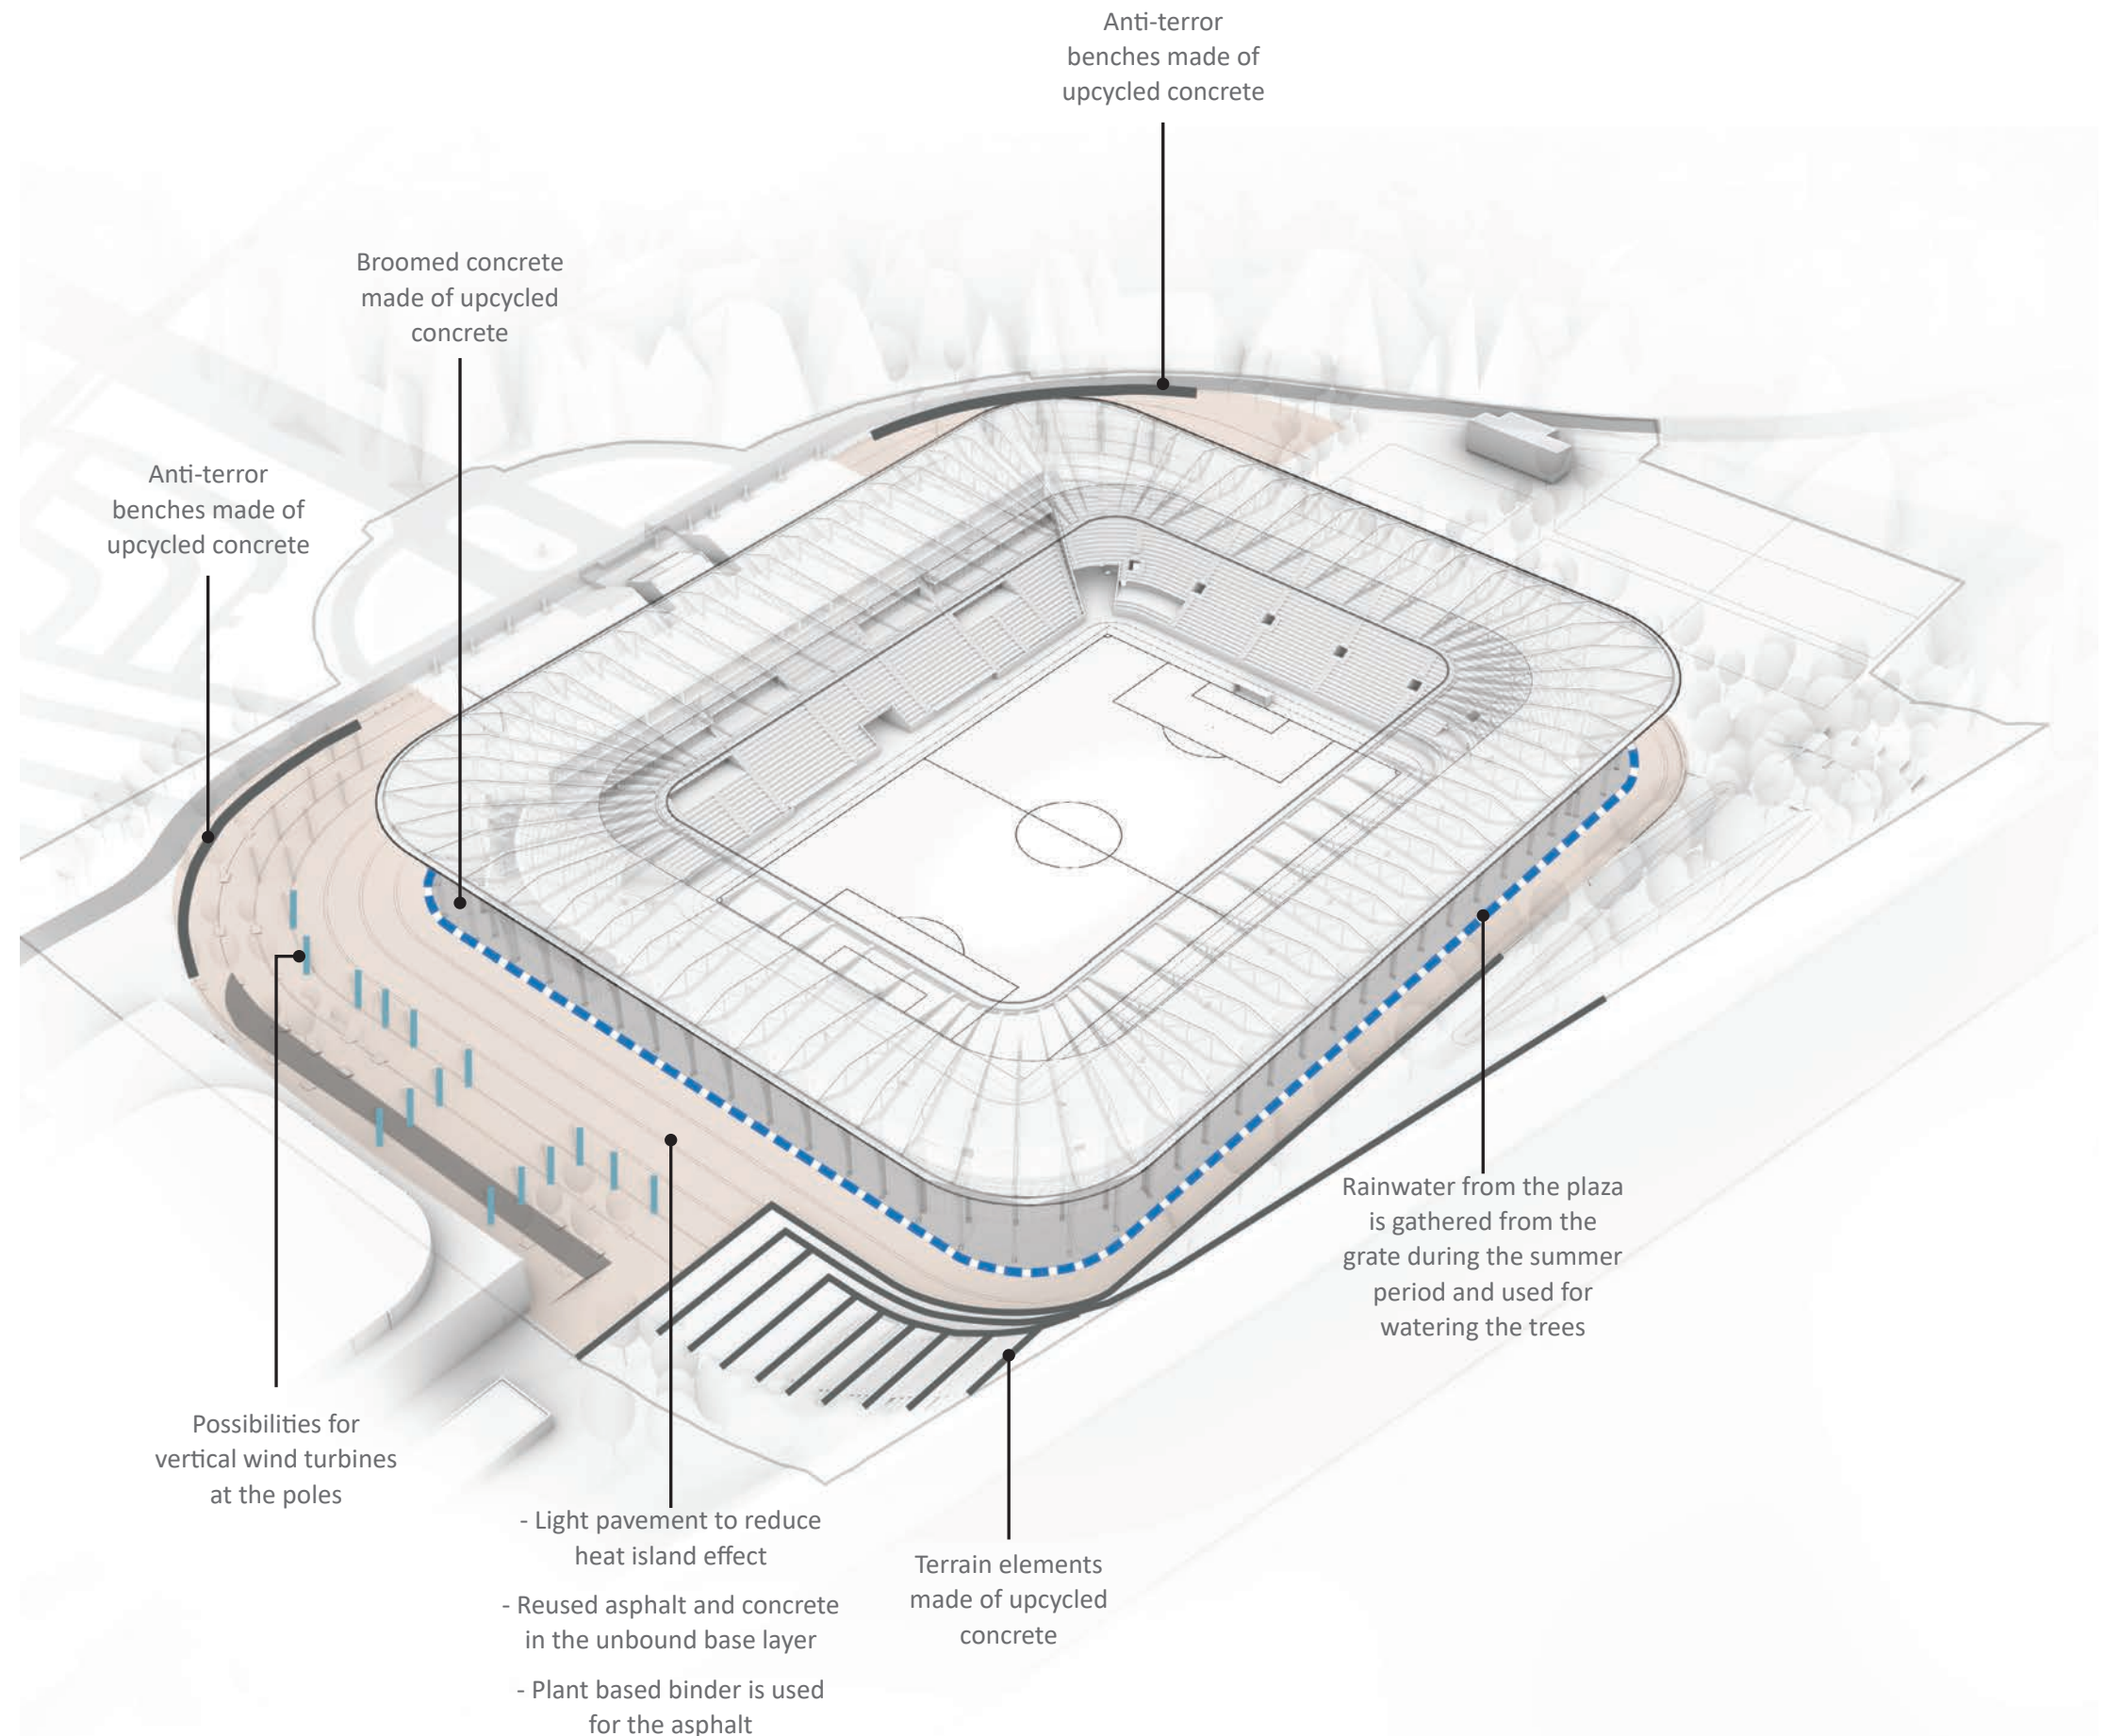 Anti-terror
benches made of
upcycled concrete
Broomed concrete
made of upcycled
concrete
Anti-terror
benches made of
upcycled concrete
Rainwater from the plaza
is gathered from the
grate during the summer
period and used for
watering the trees
Possibilities for
vertical wind turbines
at the poles
- Light pavement to reduce
heat island effect
- Reused asphalt and concrete
in the unbound base layer
- Plant based binder is used
for the asphalt
Terrain elements
made of upcycled
concrete